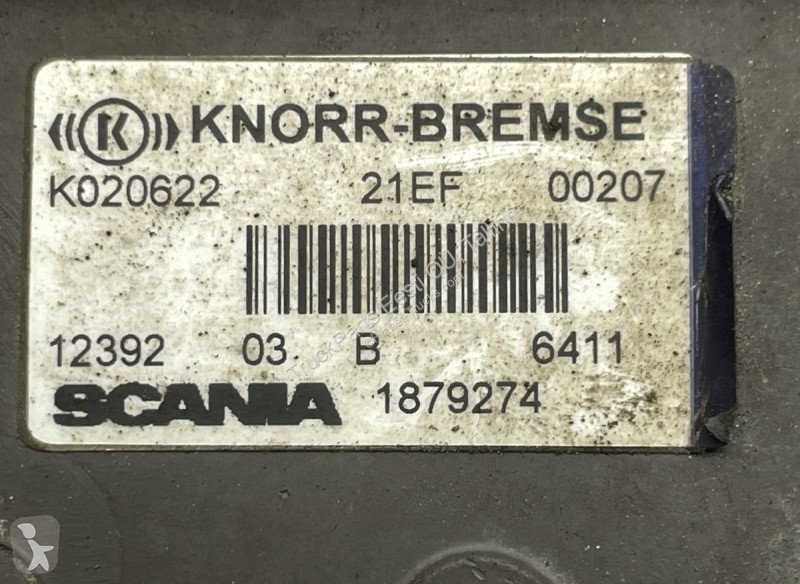 K KNORR-BREMSE
K020622 21EF 00207
12392 03 B 6411
SCANIA 1879274